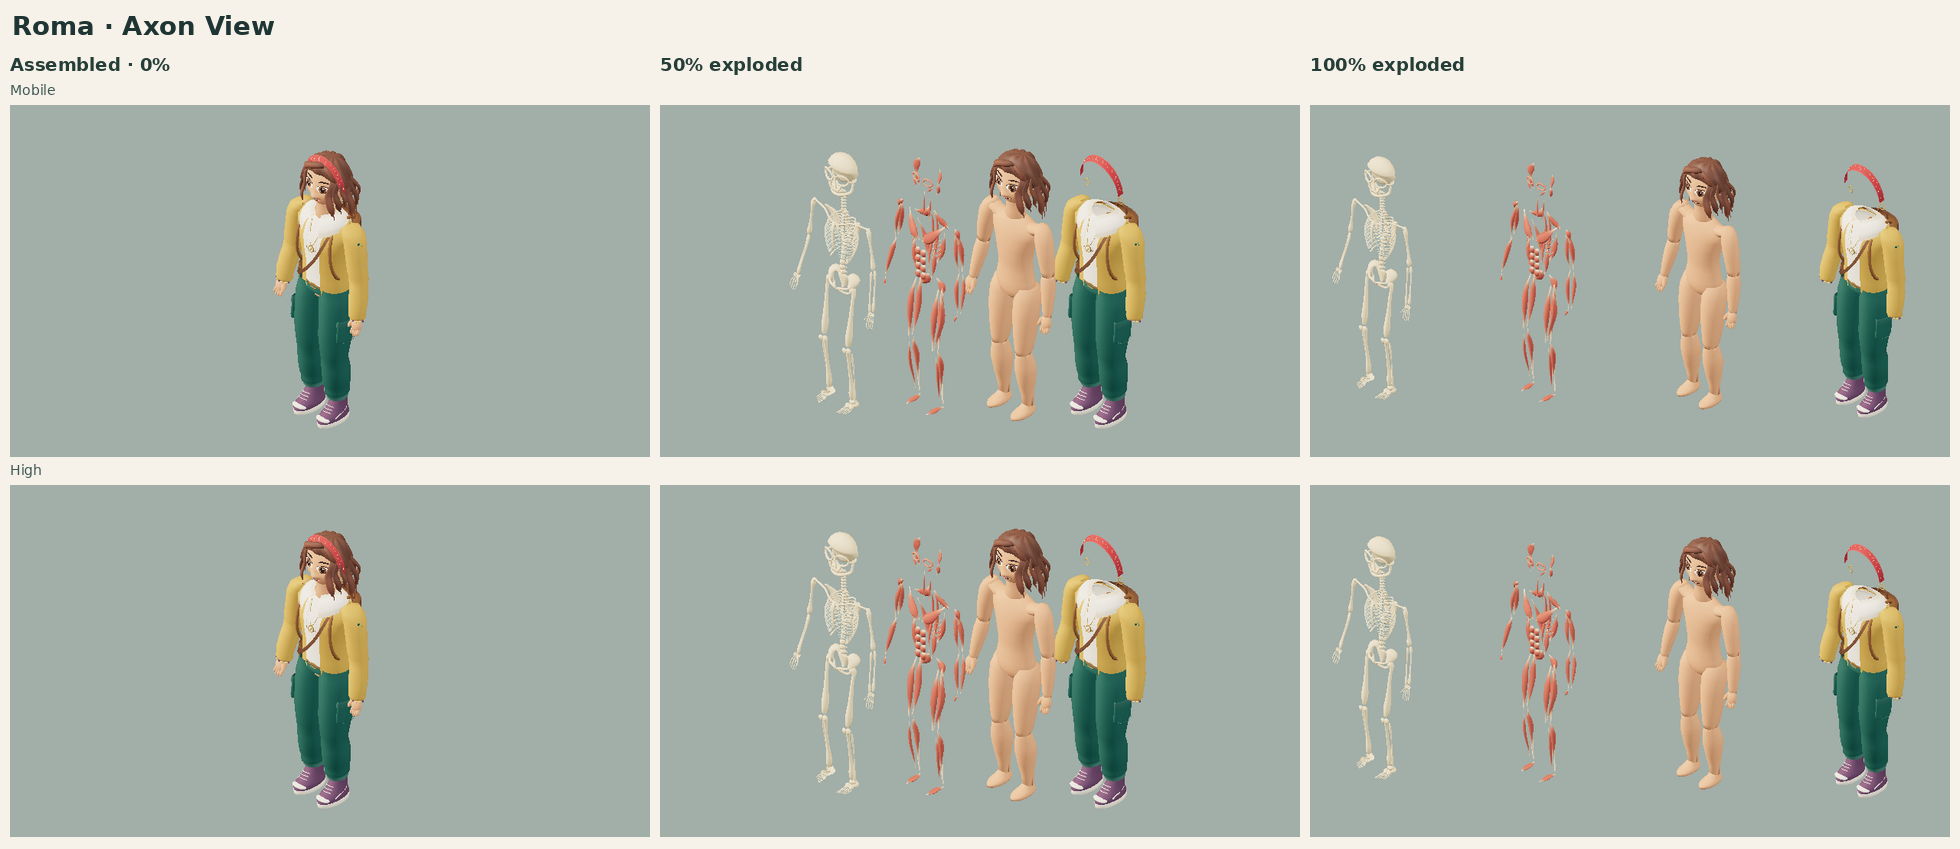 Roma · Axon View
Assembled · 0%
50% exploded
100% exploded
Mobile
High